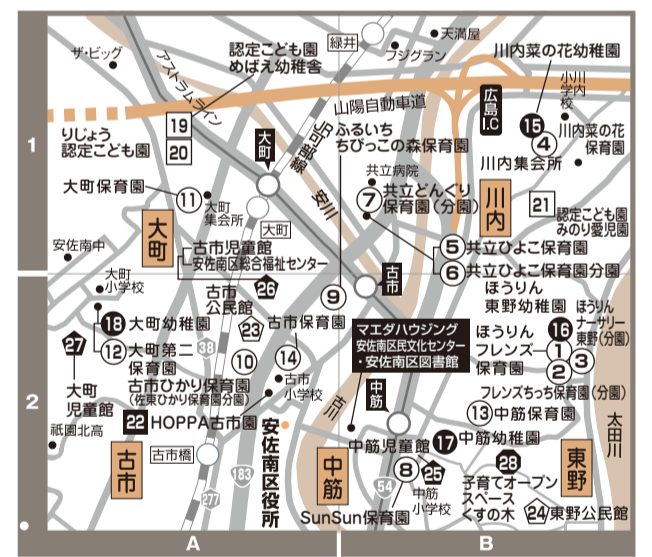 緑井
天満屋
フジグラン
ザ・ビッグ
アストラムライン
認定こども園
めばえ幼稚舎
川内菜の花幼稚園
川内
小学校
広島
I.C
山陽自動車道
1
りじょう
認定こども園
19
20
大町
JR可部線
ふるいち
ちびっこの森保育園
15
4
川内菜の花
保育園
川内集会所
共立病院
大町保育園
11
大町
集会所
大町
安川
7
共立どんぐり
保育園(分園)
川内
21
認定こども園
みのり愛児園
大町
安佐南中
古市児童館
安佐南区総合福祉センター
26
5
共立ひよこ保育園
6
共立ひよこ保育園分園
大町
小学校
古市
公民館
23
9
古市
ほうりん
東野幼稚園
ほうりん
ナーサリー
東野(分園)
16
18
大町幼稚園
12
大町第二
保育園
27
大町
児童館
38
古市保育園
10
14
古市ひかり保育園
(佐東ひかり保育園分園)
古市
小学校
マエダハウジング
安佐南区民文化センター
・安佐南区図書館
ほうりん
フレンズ
保育園
1
2
3
フレンズちっち保育園(分園)
2
22
HOPPA古市園
祇園北高
古市
古市橋
安佐南区役所
183
277
古川
中筋
中筋
13
中筋保育園
太田川
中筋児童館
17
中筋幼稚園
8
25
中筋
小学校
54
SunSun保育園
28
子育てオープン
スペース
くすの木
東野
24
東野公民館
A
B